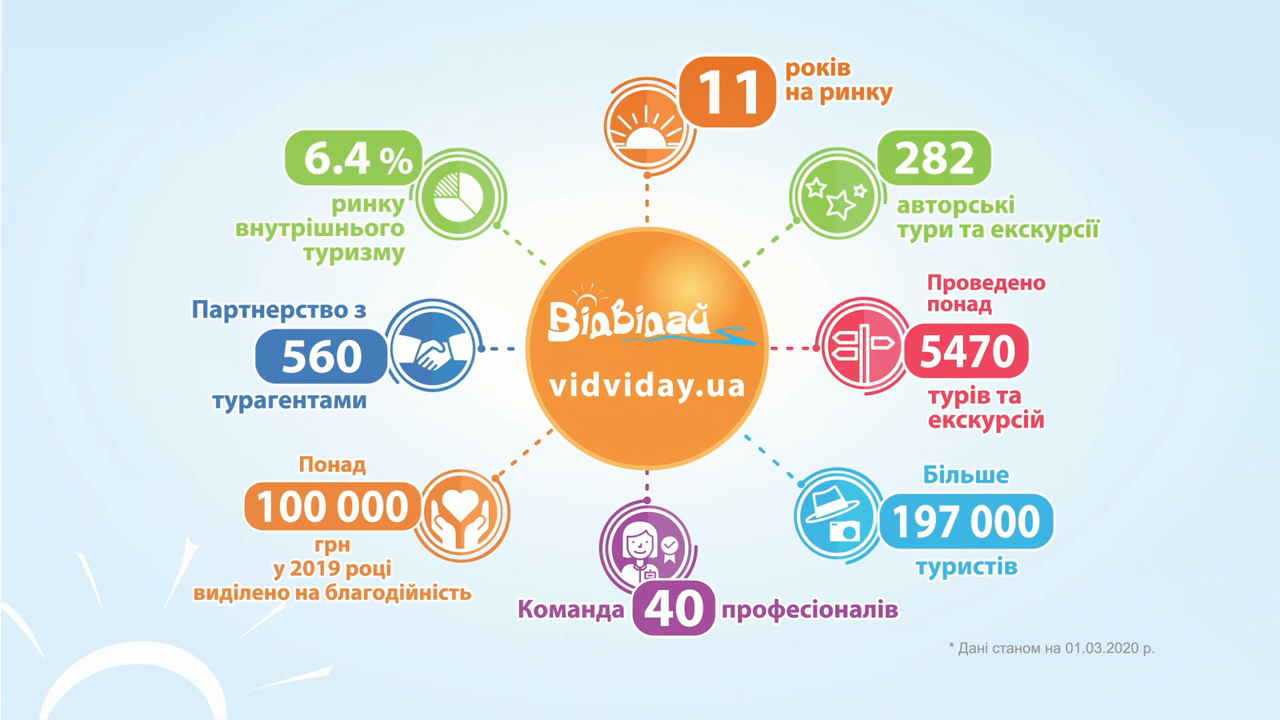 11
років
на ринку
282
авторські
тури та екскурсії
Проведено
понад
5470
турів та
екскурсій
Більше
197 000
туристів
Команда 40 професіоналів
Понад
100 000
грн
у 2019 році
виділено на благодійність
Партнерство з
560
турагентами
6.4 %
ринку
внутрішнього
туризму
Відвідай
vidviday.ua
* Дані станом на 01.03.2020 р.